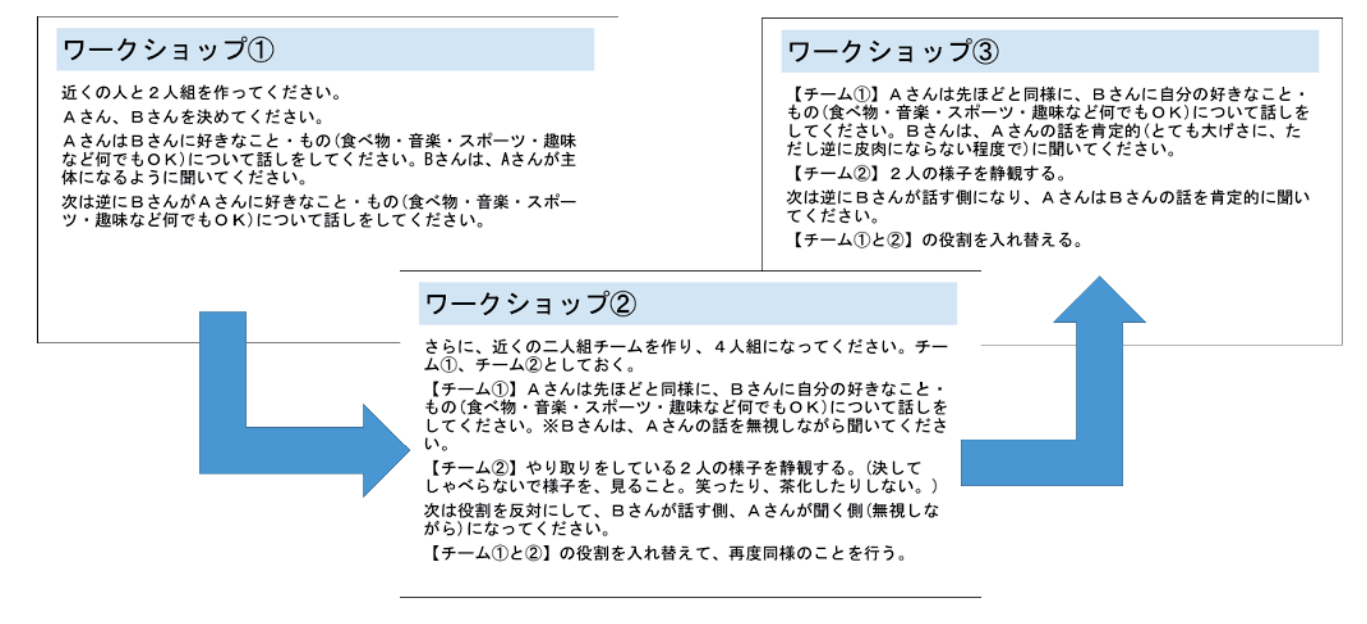 ワークショップ①
近くの人と２人組を作ってください。
Ａさん、Ｂさんを決めてください。
ＡさんはＢさんに好きなこと・もの(食べ物・音楽・スポーツ・趣味
など何でもＯＫ)について話しをしてください。Bさんは、Aさんが主
体になるように聞いてください。
次は逆にＢさんがＡさんに好きなこと・もの(食べ物・音楽・スポー
ツ・趣味など何でもＯＫ)について話しをしてください。
ワークショップ②
さらに、近くの二人組チームを作り、４人組になってください。チー
ム①、チーム②としておく。
【チーム①】Ａさんは先ほどと同様に、Ｂさんに自分の好きなこと・
もの(食べ物・音楽・スポーツ・趣味など何でもＯＫ)について話しを
してください。※Ｂさんは、Ａさんの話を無視しながら聞いてくださ
い。
【チーム②】やり取りをしている２人の様子を静観する。(決して
しゃべらないで様子を、見ること。笑ったり、茶化したりしない。)
次は役割を反対にして、Ｂさんが話す側、Ａさんが聞く側(無視しな
がら)になってください。
【チーム①と②】の役割を入れ替えて、再度同様のことを行う。
ワークショップ③
【チーム①】Ａさんは先ほどと同様に、Ｂさんに自分の好きなこと・
もの(食べ物・音楽・スポーツ・趣味など何でもＯＫ)について話しを
してください。Ｂさんは、Ａさんの話を肯定的(とても大げさに、た
だし逆に皮肉にならない程度で)に聞いてください。
【チーム②】２人の様子を静観する。
次は逆にＢさんが話す側になり、ＡさんはＢさんの話を肯定的に聞い
てください。
【チーム①と②】の役割を入れ替える。